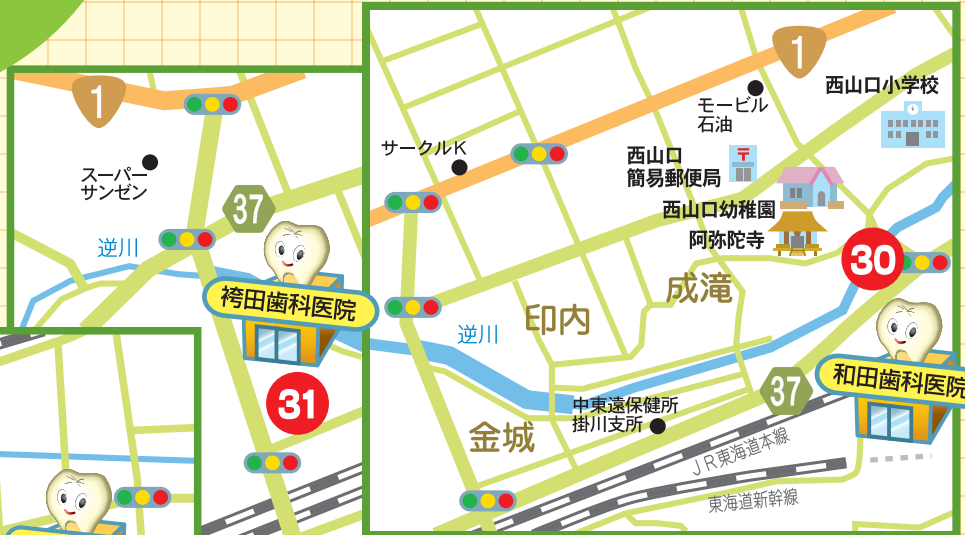 1
スーパー
サンゼン
37
逆川
袴田歯科医院
31
1
西山口小学校
モービル
石油
サークルK
西山口
簡易郵便局
西山口幼稚園
阿弥陀寺
30
成滝
印内
逆川
37
和田歯科医院
中東遠保健所
掛川支所
金城
JR東海道本線
東海道新幹線